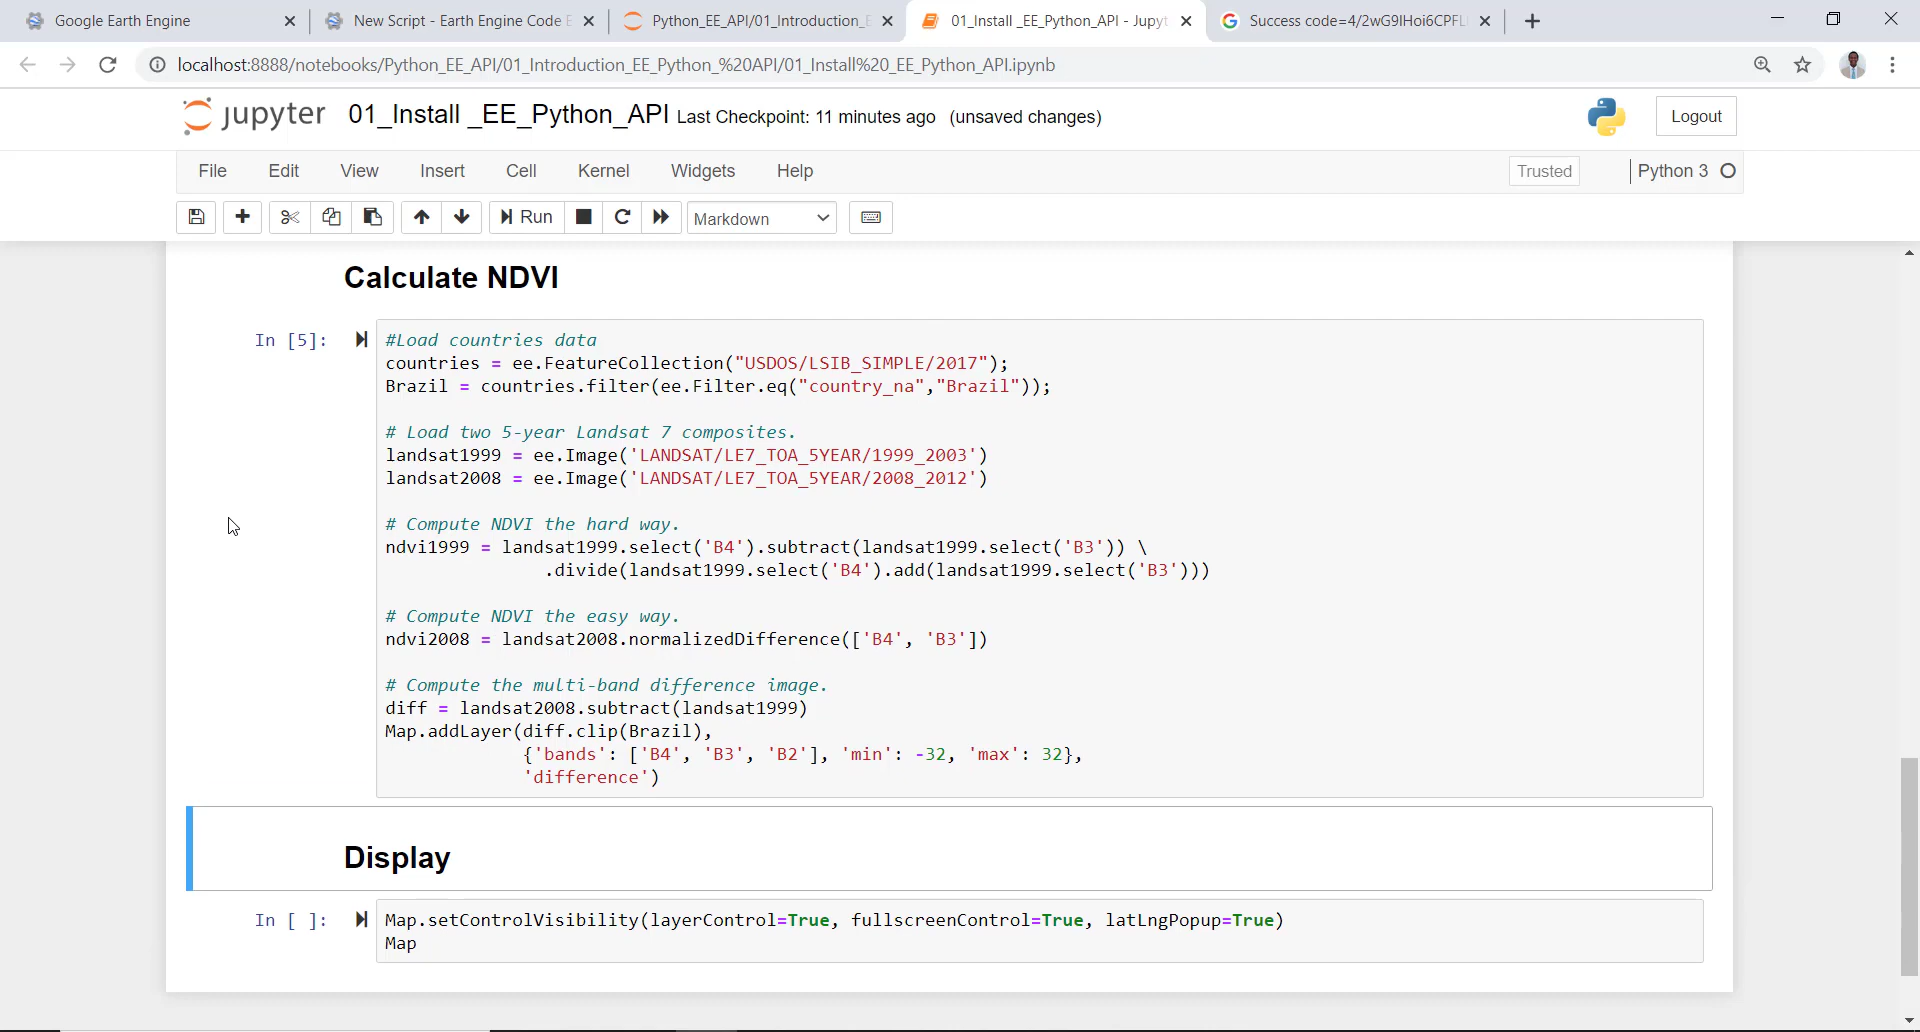 Google Earth Engine
New Script - Earth Engine Code E
Python_EE_API/01_Introduction_E
01_Install _EE_Python_API - Jupyt
Success code=4/2wG9IHoi6CPFL
localhost:8888/notebooks/Python_EE_API/01_Introduction_EE_Python_%20API/01_Install%20_EE_Python_API.ipynb
jupyter 01_Install _EE_Python_API Last Checkpoint: 11 minutes ago (unsaved changes)
Logout
File Edit View Insert Cell Kernel Widgets Help
Trusted
Python 3
Run
Markdown
Calculate NDVI
In [5]:
#Load countries data
countries = ee.FeatureCollection("USDOS/LSIB_SIMPLE/2017");
Brazil = countries.filter(ee.Filter.eq("country_na","Brazil"));
# Load two 5-year Landsat 7 composites.
landsat1999 = ee.Image('LANDSAT/LE7_TOA_5YEAR/1999_2003')
landsat2008 = ee.Image('LANDSAT/LE7_TOA_5YEAR/2008_2012')
# Compute NDVI the hard way.
ndvi1999 = landsat1999.select('B4').subtract(landsat1999.select('B3')) \
.divide(landsat1999.select('B4').add(landsat1999.select('B3')))
# Compute NDVI the easy way.
ndvi2008 = landsat2008.normalizedDifference(['B4', 'B3'])
# Compute the multi-band difference image.
diff = landsat2008.subtract(landsat1999)
Map.addLayer(diff.clip(Brazil),
{'bands': ['B4', 'B3', 'B2'], 'min': -32, 'max': 32},
'difference')
Display
In [ ]:
Map.setControlVisibility(layerControl=True, fullscreenControl=True, latLngPopup=True)
Map